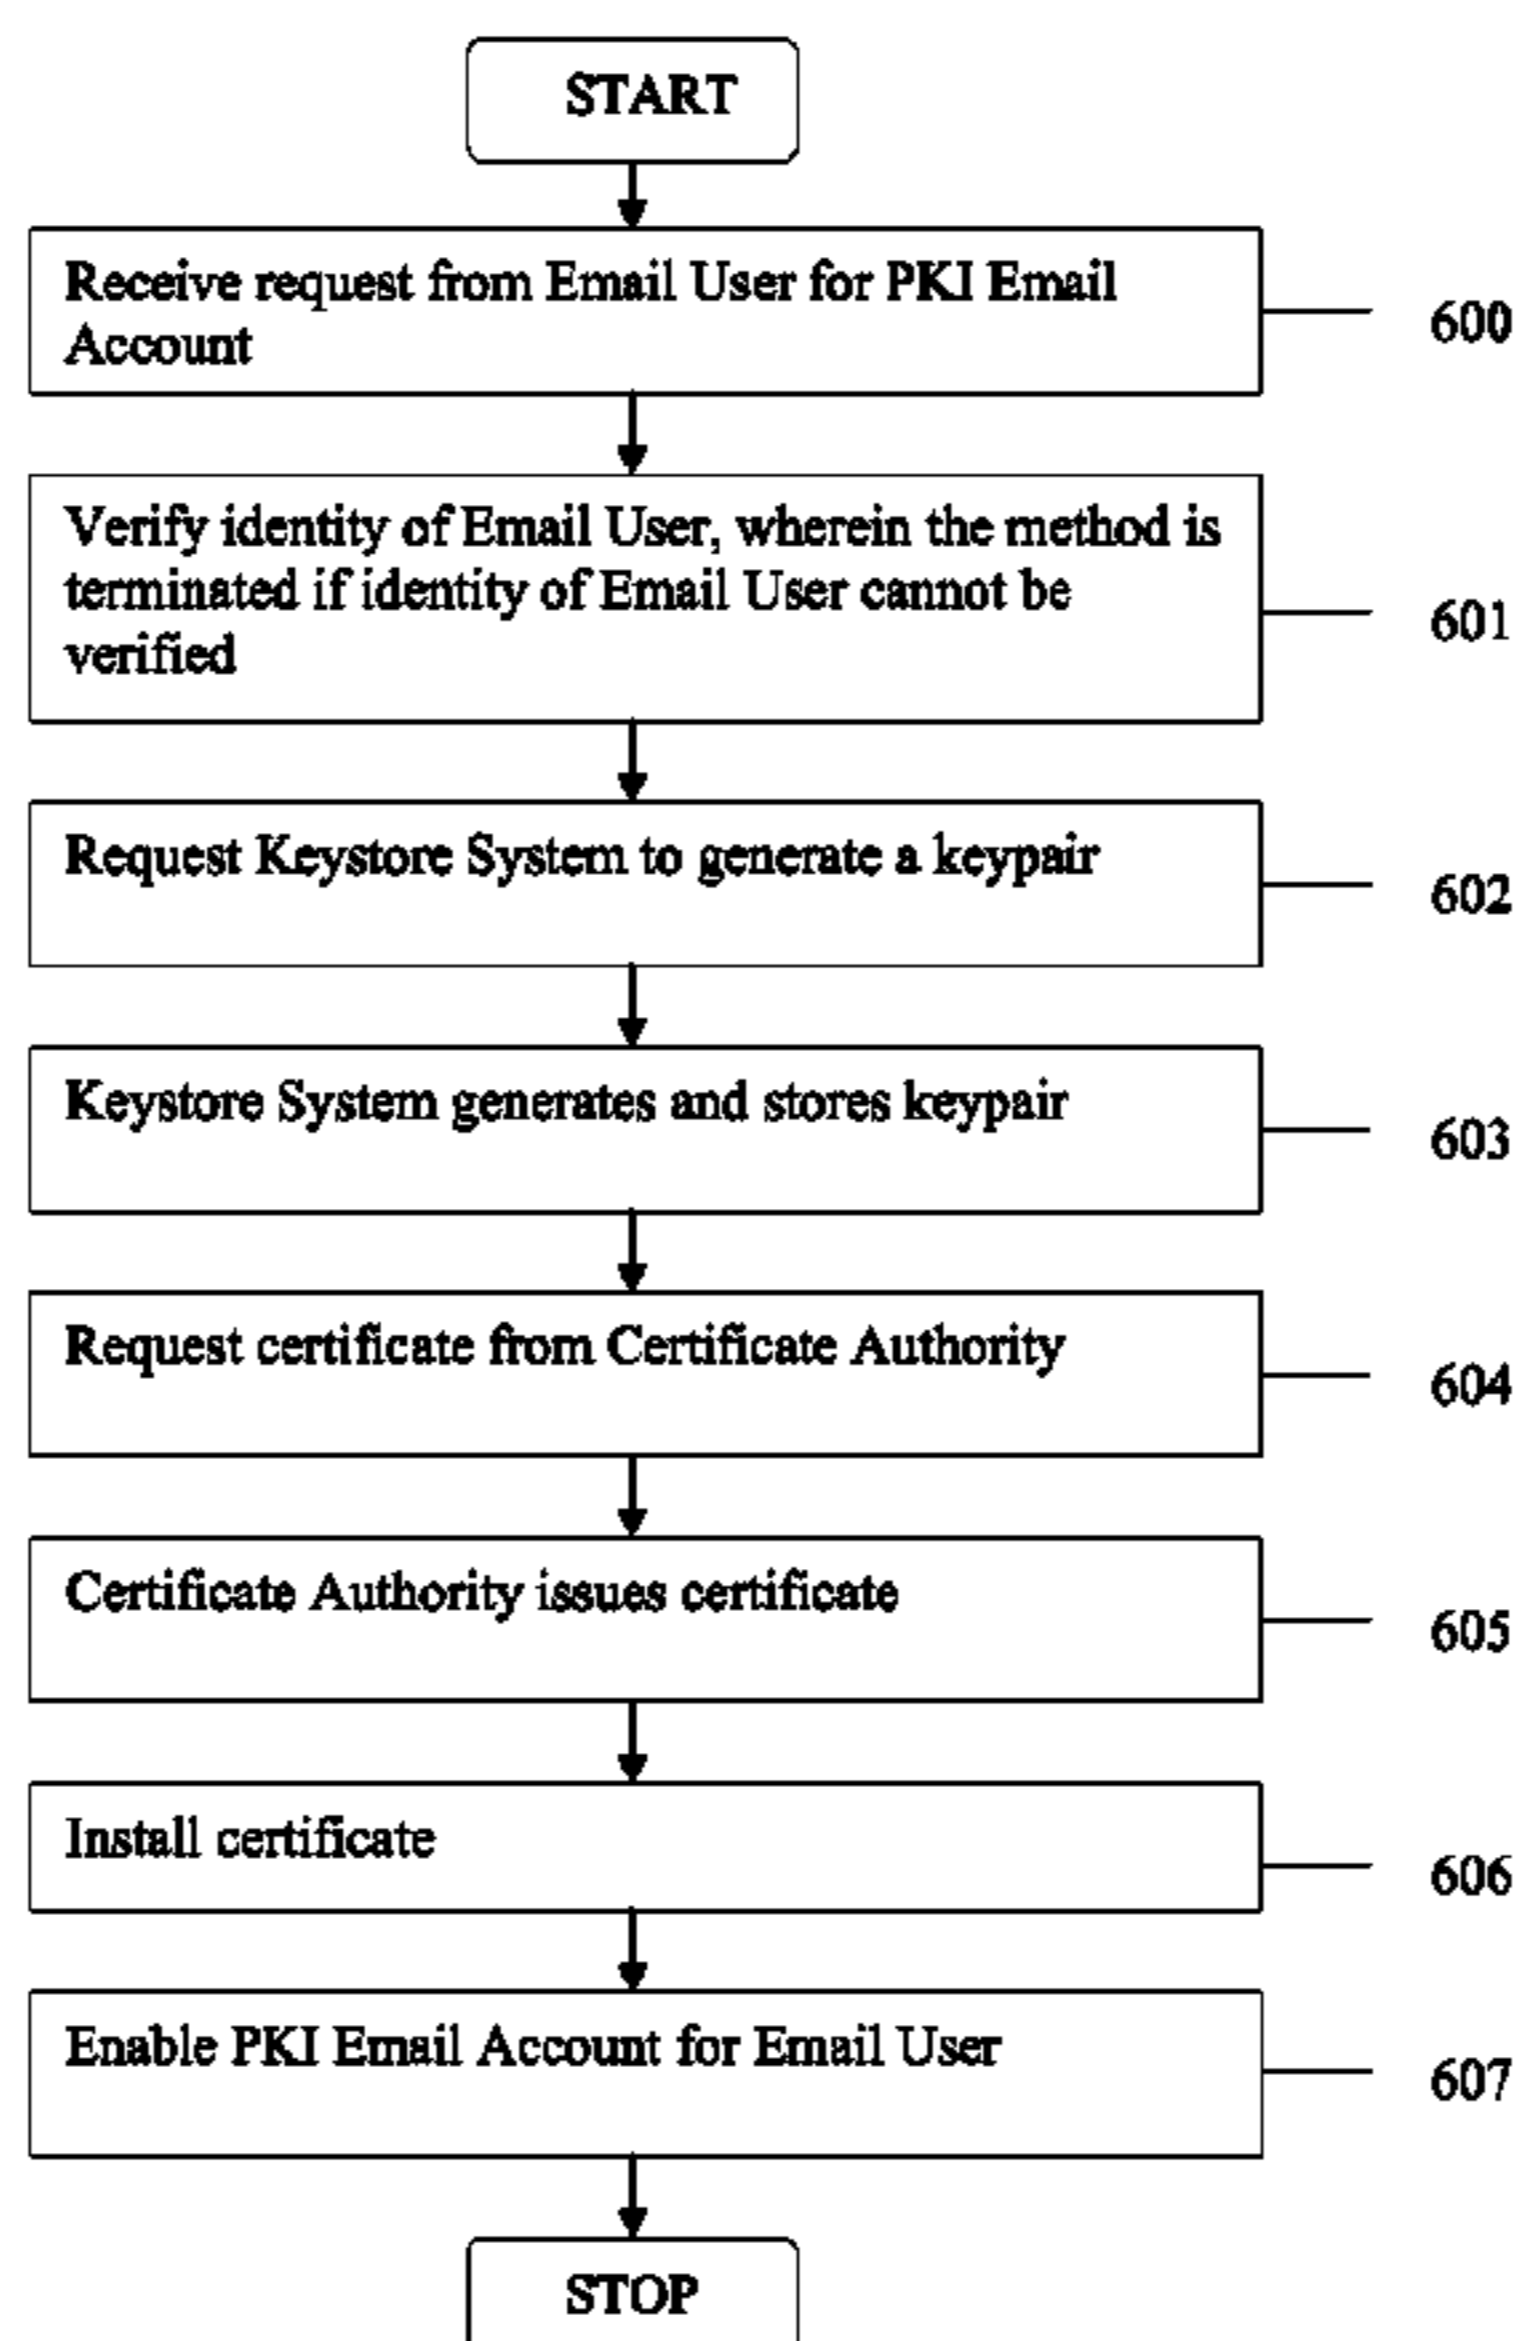 START
Receive request from Email User for PKI Email
Account
600
Verify identity of Email User, wherein the method is
terminated if identity of Email User cannot be
verified
601
Request Keystore System to generate a keypair
602
Keystore System generates and stores keypair
603
Request certificate from Certificate Authority
604
Certificate Authority issues certificate
605
Install certificate
606
Enable PKI Email Account for Email User
607
STOP